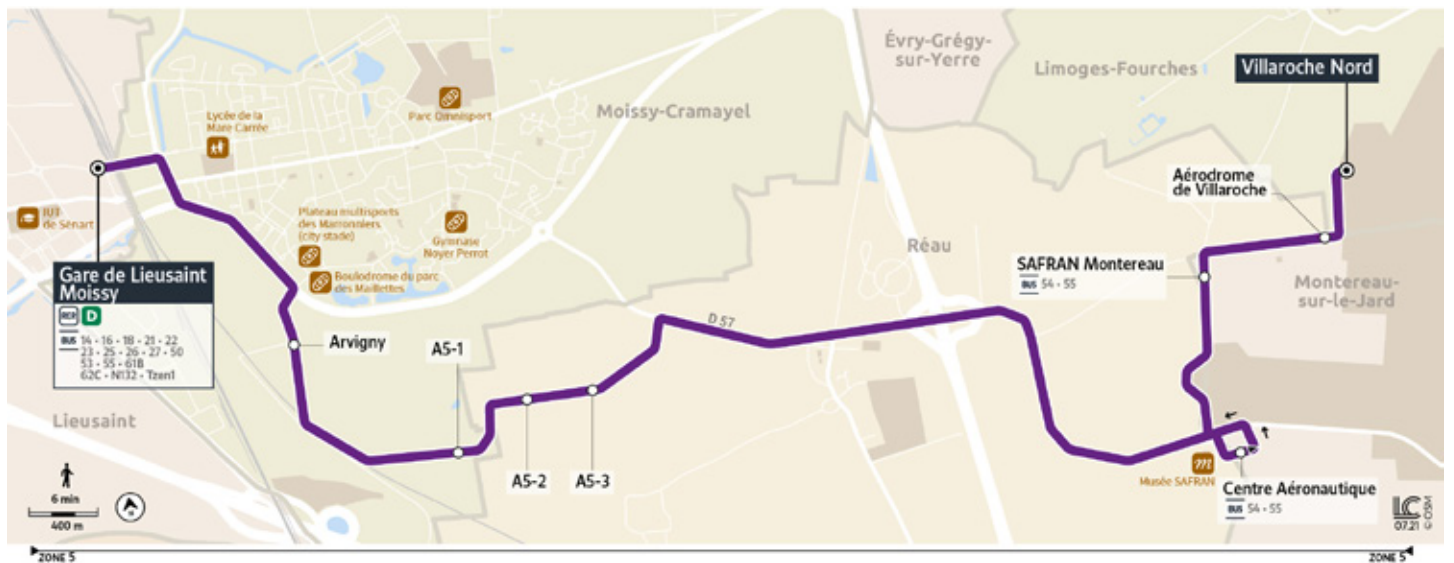 Évry-Grégy-
sur-Yerre
Limoges-Fourches
Villaroche Nord
Lycée de la
Mare Carrée
Parc Omnisport
Moissy-Cramayel
Aérodrome
de Villaroche
IUT
de Sénart
Plateau multisports
des Marronniers
(city stade)
Gymnase
Noyer Perrot
Boulodrome du parc
des Maillettes
Réau
SAFRAN Montereau
BUS 54 - 55
Montereau-
sur-le-Jard
Gare de Lieusaint
Moissy
RER D
BUS 14 - 16 - 18 - 21 - 22
23 - 25 - 26 - 27 - 50
53 - 55 - 61B
62C - N132 - Tzen1
D 57
Arvigny
A5-1
Lieusaint
A5-2
A5-3
m
Musée SAFRAN
Centre Aéronautique
BUS 54 - 55
6 min
400 m
N
LC
07.21
© OSM
ZONE 5
ZONE 5